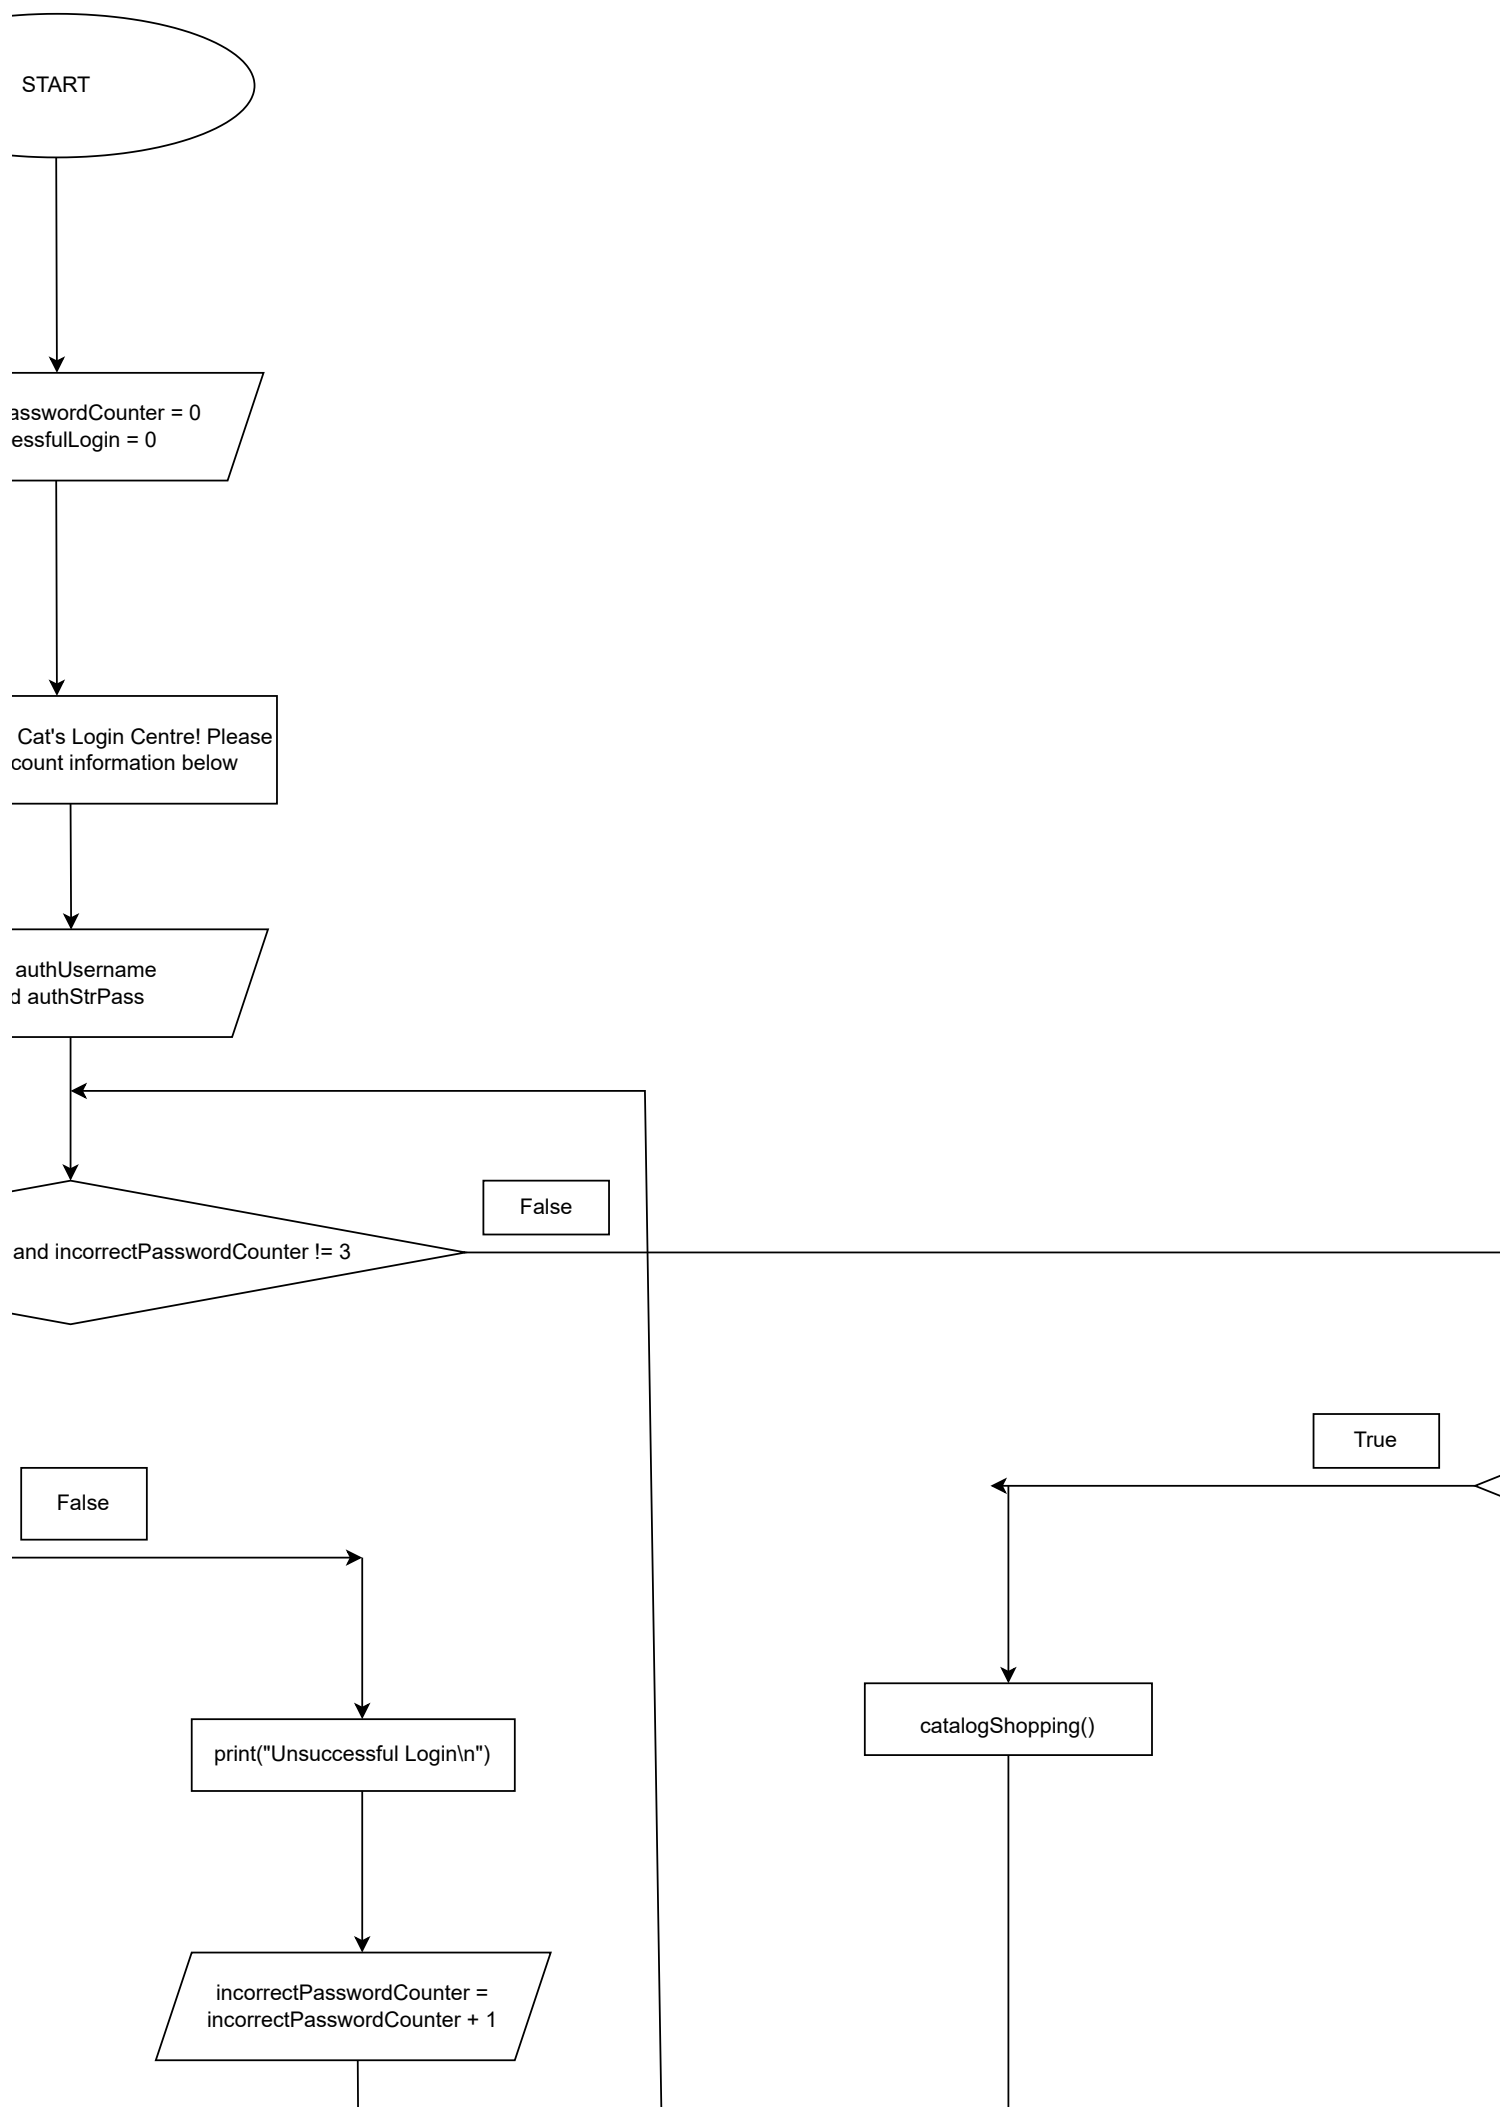 START
asswordCounter = 0
essfulLogin = 0
Cat's Login Centre! Please
count information below
authUsername
d authStrPass
False
and incorrectPasswordCounter != 3
True
False
catalogShopping()
print("Unsuccessful Login\n")
incorrectPasswordCounter =
incorrectPasswordCounter + 1